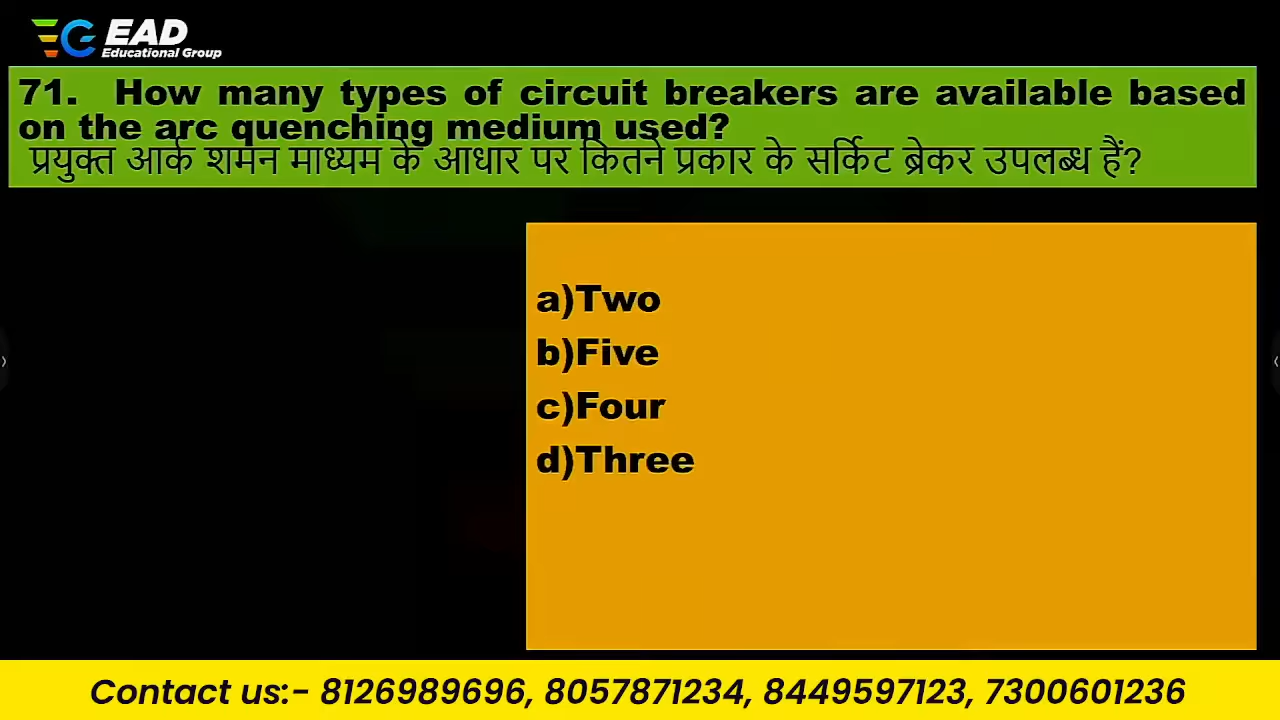 EAD
Educational Group
71. How many types of circuit breakers are available based
on the arc quenching medium used?
प्रयुक्त आर्क शमन माध्यम के आधार पर कितने प्रकार के सर्किट ब्रेकर उपलब्ध हैं?
a)Two
b)Five
c)Four
d)Three
Contact us:- 8126989696, 8057871234, 8449597123, 7300601236